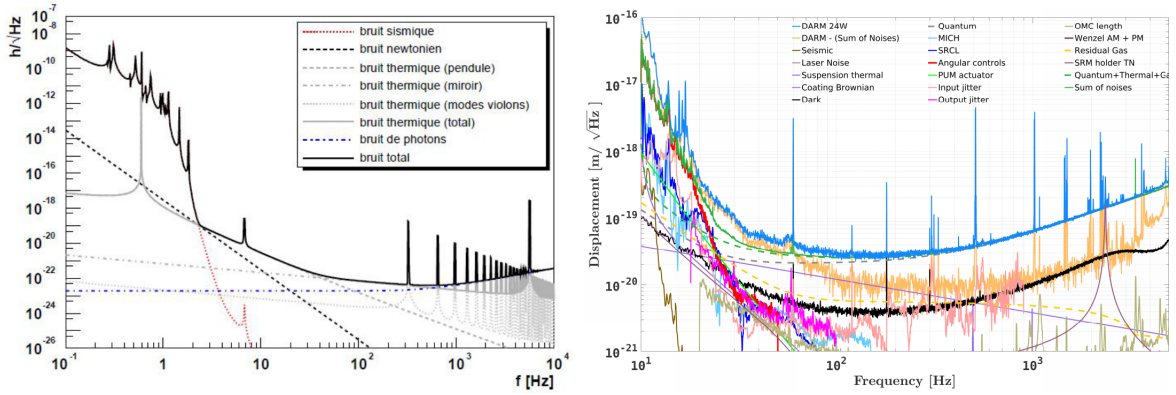 h/√Hz
10⁻⁷
10⁻⁸
10⁻¹⁰
10⁻¹²
10⁻¹⁴
10⁻¹⁶
10⁻¹⁸
10⁻²⁰
10⁻²²
10⁻²⁴
10⁻²⁶
bruit sismique
bruit newtonien
bruit thermique (pendule)
bruit thermique (miroir)
bruit thermique (modes violons)
bruit thermique (total)
bruit de photons
bruit total
10⁻¹ 1 10 10² 10³ 10⁴
f [Hz]
Displacement [m/ √Hz]
10⁻¹⁶
10⁻¹⁷
10⁻¹⁸
10⁻¹⁹
10⁻²⁰
10⁻²¹
DARM 24W
DARM - (Sum of Noises)
Seismic
Laser Noise
Suspension thermal
Coating Brownian
Dark
Quantum
MICH
SRCL
Angular controls
PUM actuator
Input jitter
Output jitter
OMC length
Wenzel AM + PM
Residual Gas
SRM holder TN
Quantum+Thermal+Ga
Sum of noises
10¹ 10² 10³
Frequency [Hz]